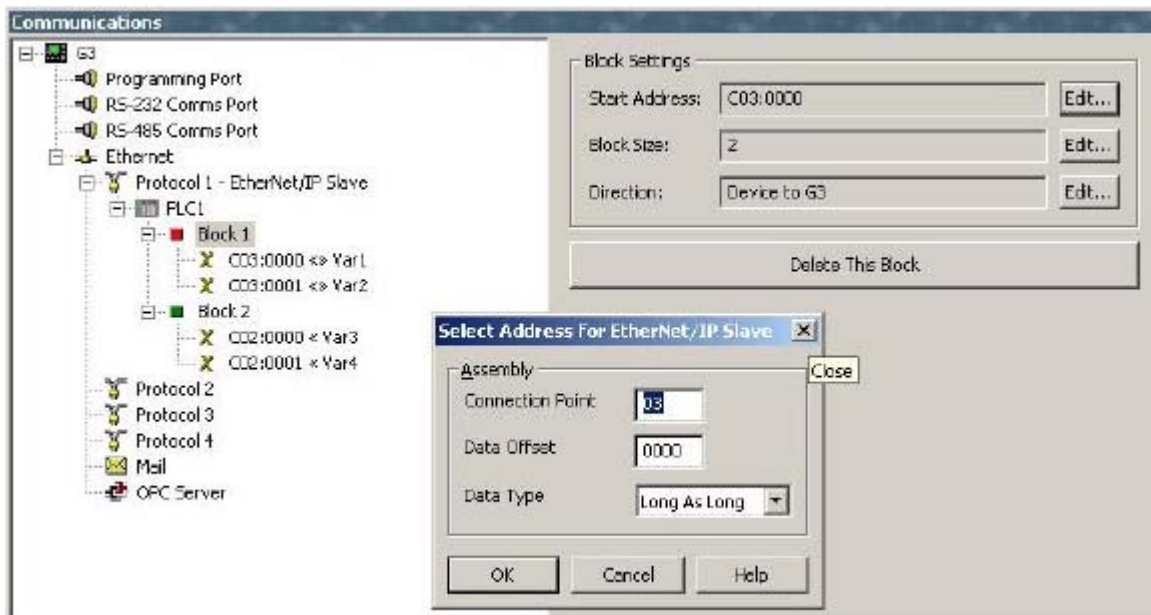 Communications
G3
Programming Port
RS-232 Comms Port
RS-485 Comms Port
Ethernet
Protocol 1 - EtherNet/IP Slave
PLC1
Block 1
C03:0000 <» Var1
C03:0001 <» Var2
Block 2
C02:0000 « Var3
C02:0001 « Var4
Protocol 2
Protocol 3
Protocol 4
Mail
OPC Server
Block Settings
Start Address: C03:0000 Edit...
Block Size: 2 Edit...
Direction: Device to G3 Edit...
Delete This Block
Select Address For EtherNet/IP Slave
Close
Assembly
Connection Point 03
Data Offset 0000
Data Type Long As Long
OK Cancel Help